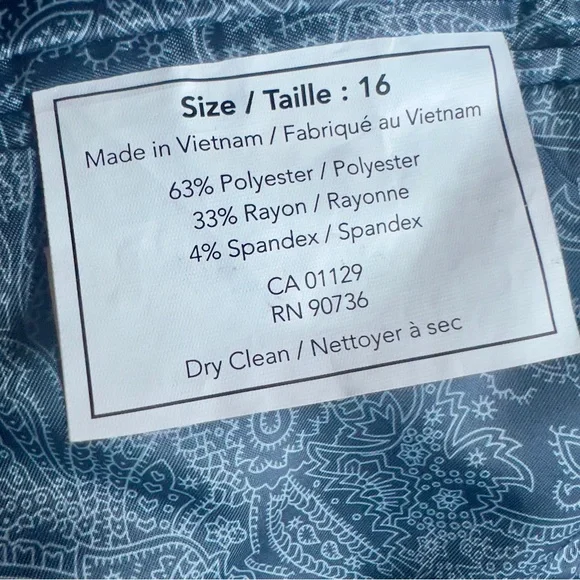 Size / Taille : 16
Made in Vietnam / Fabriqué au Vietnam
63% Polyester / Polyester
33% Rayon / Rayonne
4% Spandex / Spandex
CA 01129
RN 90736
Dry Clean / Nettoyer à sec